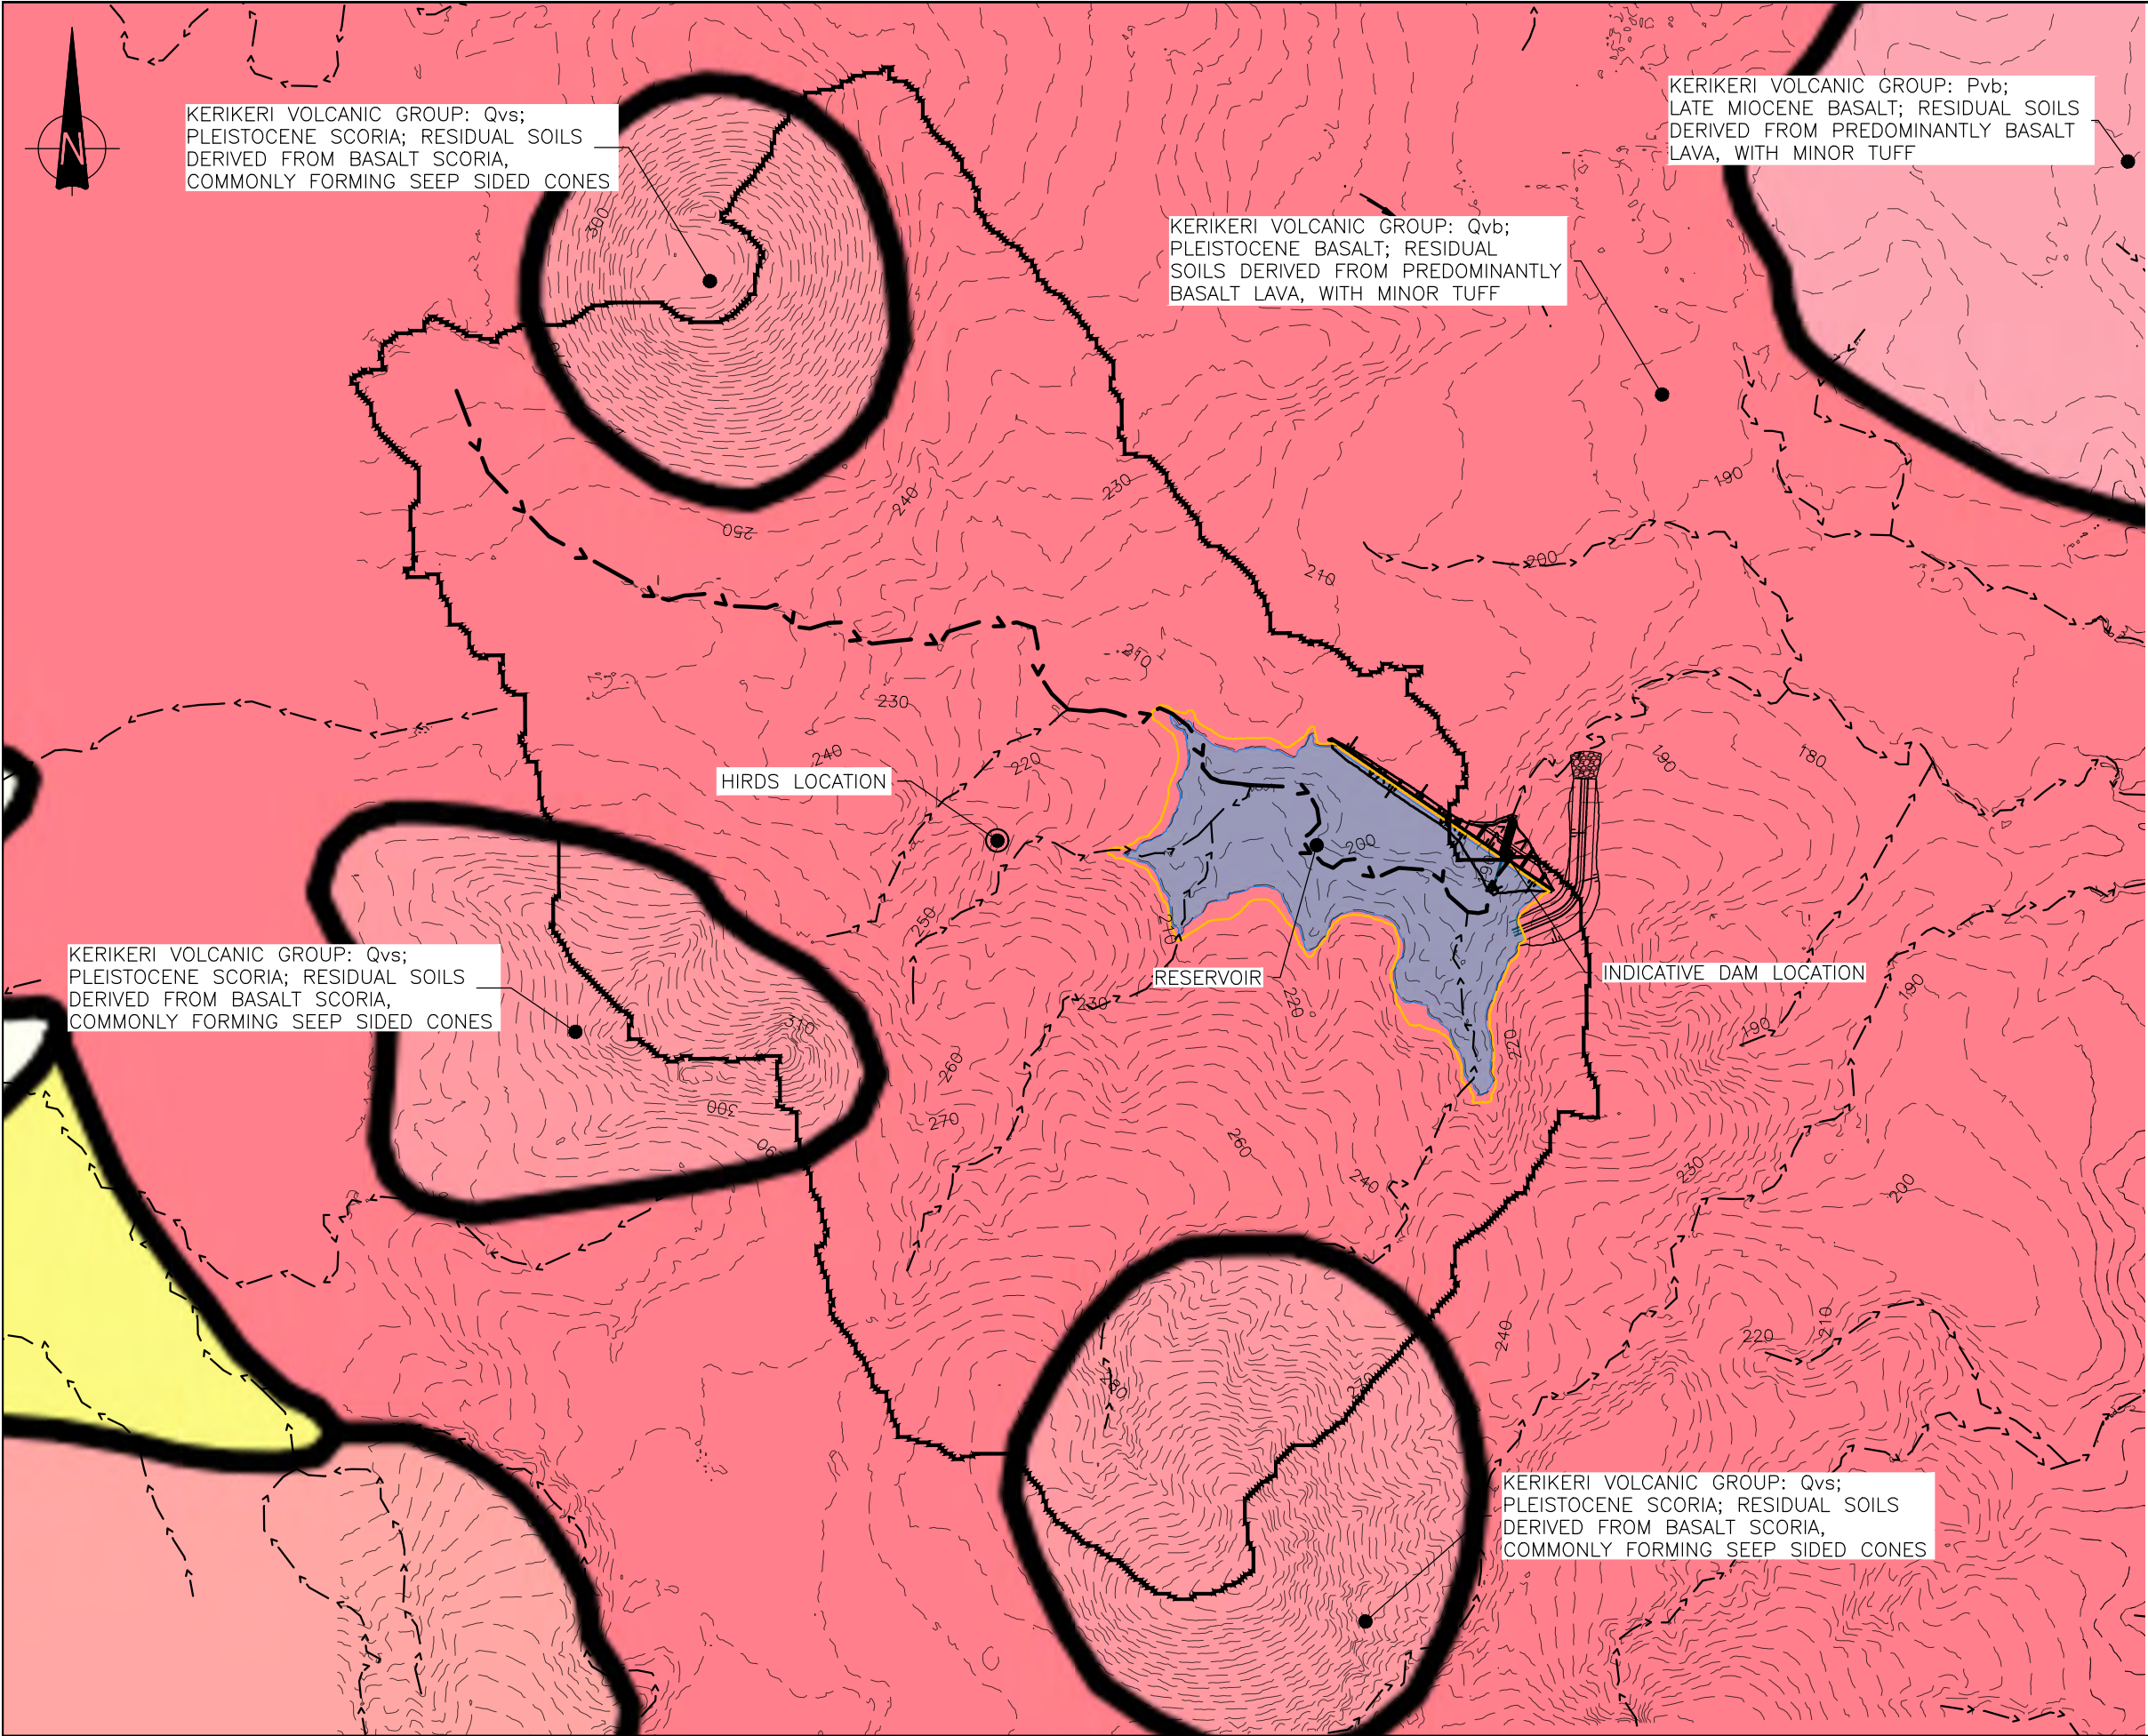 N
KERIKERI VOLCANIC GROUP: Qvs;
PLEISTOCENE SCORIA; RESIDUAL SOILS
DERIVED FROM BASALT SCORIA,
COMMONLY FORMING SEEP SIDED CONES
KERIKERI VOLCANIC GROUP: Pvb;
LATE MIOCENE BASALT; RESIDUAL SOILS
DERIVED FROM PREDOMINANTLY BASALT
LAVA, WITH MINOR TUFF
KERIKERI VOLCANIC GROUP: Qvb;
PLEISTOCENE BASALT; RESIDUAL
SOILS DERIVED FROM PREDOMINANTLY
BASALT LAVA, WITH MINOR TUFF
300
240
230
190
250
200
210
210
230
240
220
190
180
HIRDS LOCATION
200
190
250
KERIKERI VOLCANIC GROUP: Qvs;
PLEISTOCENE SCORIA; RESIDUAL SOILS
DERIVED FROM BASALT SCORIA,
COMMONLY FORMING SEEP SIDED CONES
RESERVOIR
INDICATIVE DAM LOCATION
190
230
220
310
190
220
260
300
270
260
90
240
230
200
240
220
210
280
270
KERIKERI VOLCANIC GROUP: Qvs;
PLEISTOCENE SCORIA; RESIDUAL SOILS
DERIVED FROM BASALT SCORIA,
COMMONLY FORMING SEEP SIDED CONES